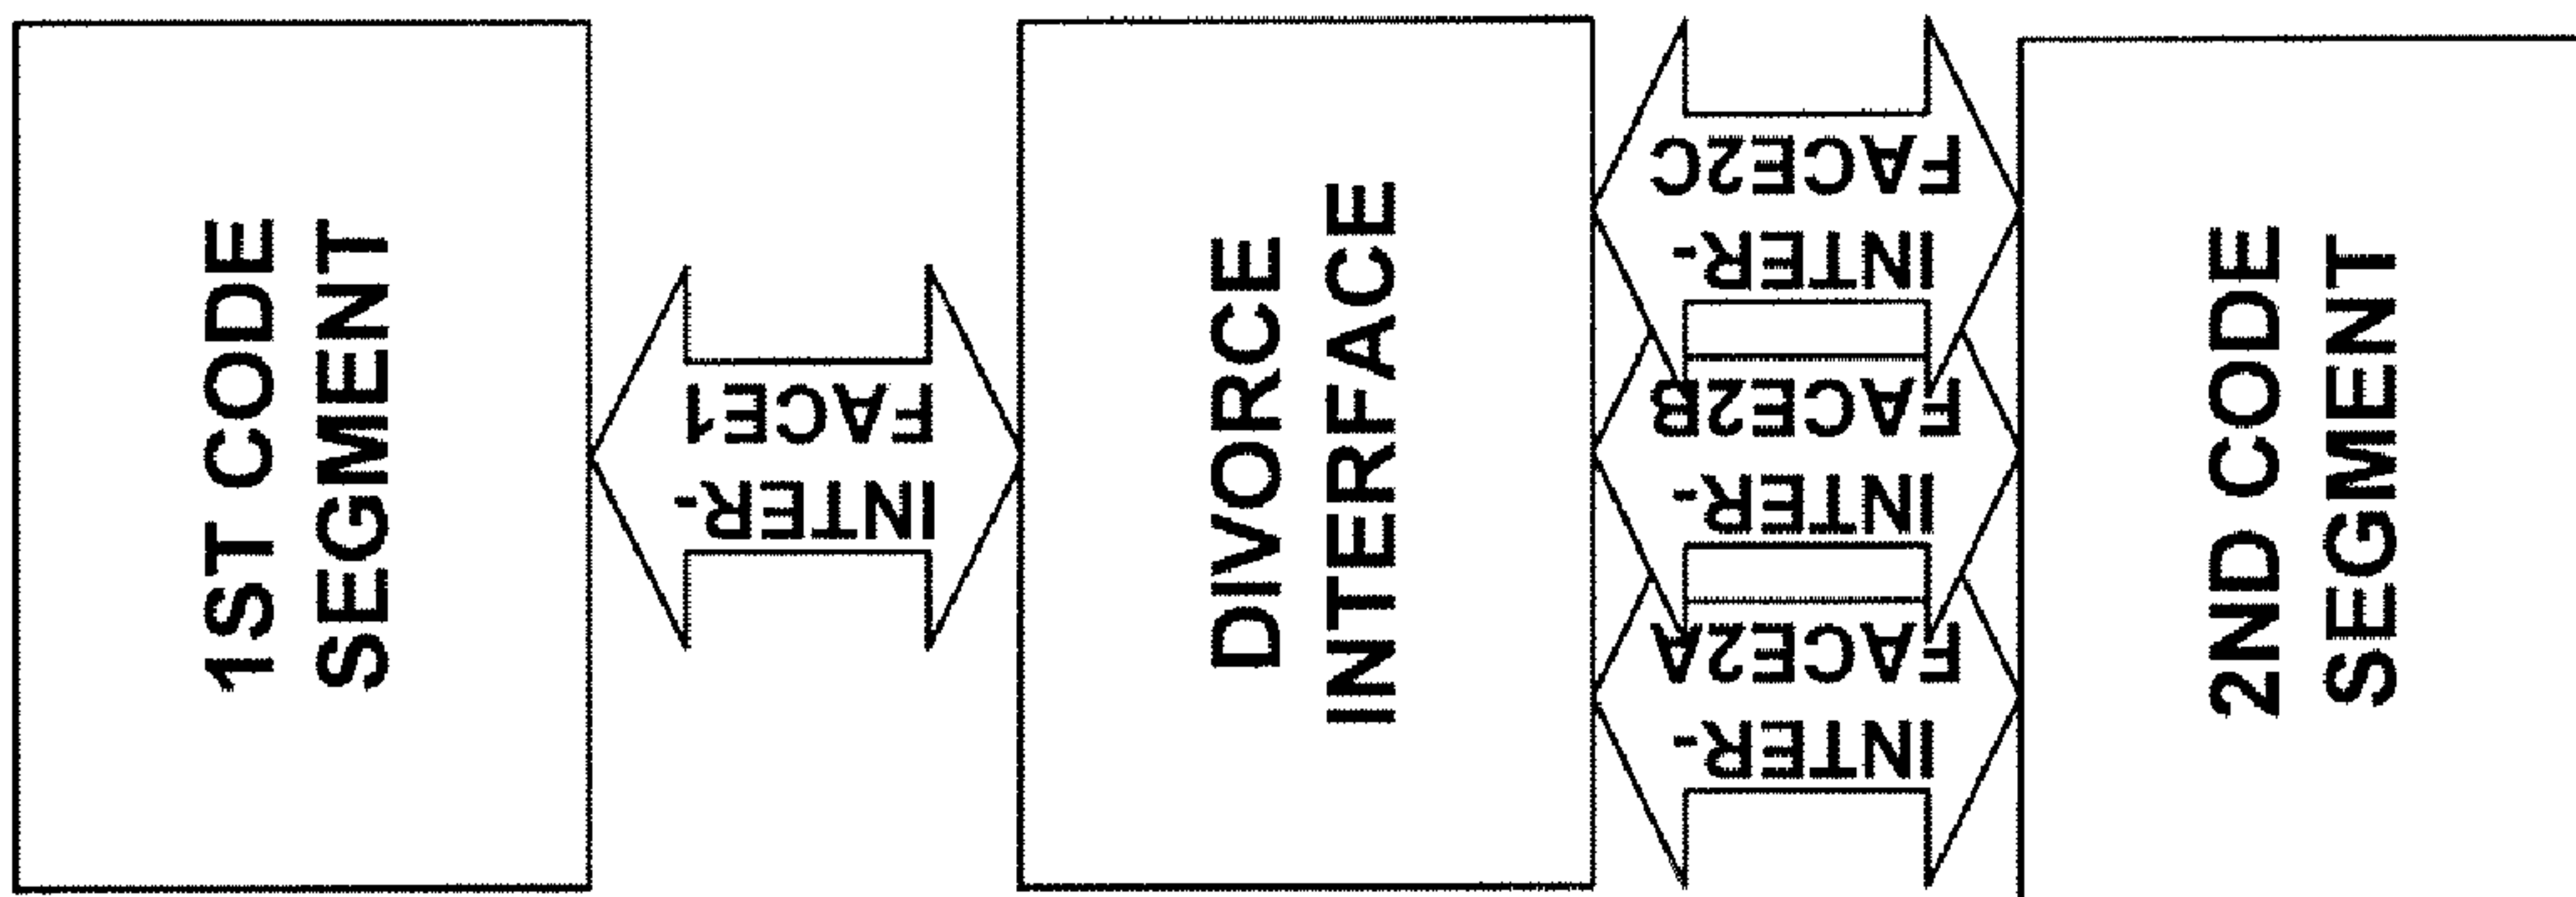 1ST CODE
SEGMENT
INTER-
FACE1
DIVORCE
INTERFACE
INTER-
FACE2A
INTER-
FACE2B
INTER-
FACE2C
2ND CODE
SEGMENT